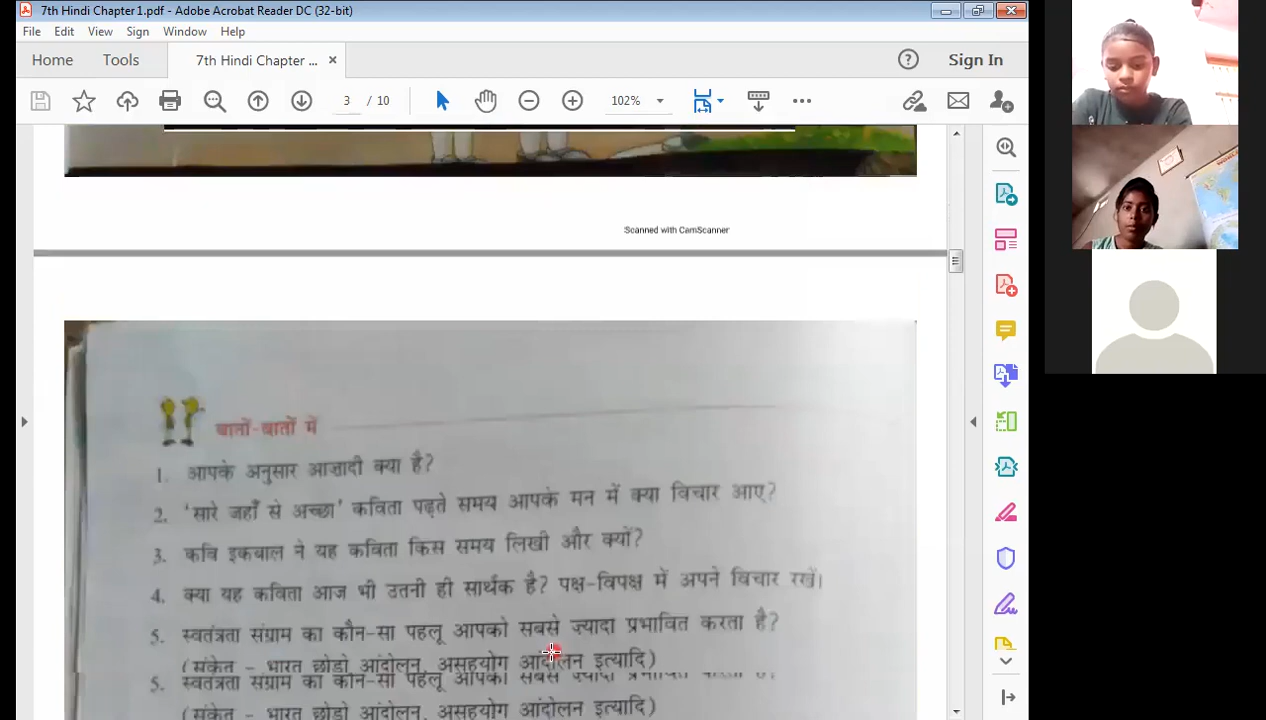 7th Hindi Chapter 1.pdf - Adobe Acrobat Reader DC (32-bit)
File Edit View Sign Window Help
Home Tools 7th Hindi Chapter ... × Sign In
3 / 10 102%
Scanned with CamScanner
बातों-बातों में
1. आपके अनुसार आज़ादी क्या है?
2. 'सारे जहाँ से अच्छा' कविता पढ़ते समय आपके मन में क्या विचार आए?
3. कवि इकबाल ने यह कविता किस समय लिखी और क्यों?
4. क्या यह कविता आज भी उतनी ही सार्थक है? पक्ष-विपक्ष में अपने विचार रखें।
5. स्वतंत्रता संग्राम का कौन-सा पहलू आपको सबसे ज़्यादा प्रभावित करता है?
(संकेत - भारत छोड़ो आंदोलन, असहयोग आंदोलन इत्यादि)
5. स्वतंत्रता संग्राम का कौन-सा पहलू आपको सबसे ज़्यादा
(संकेत - भारत छोड़ो आंदोलन, असहयोग आंदोलन इत्यादि)